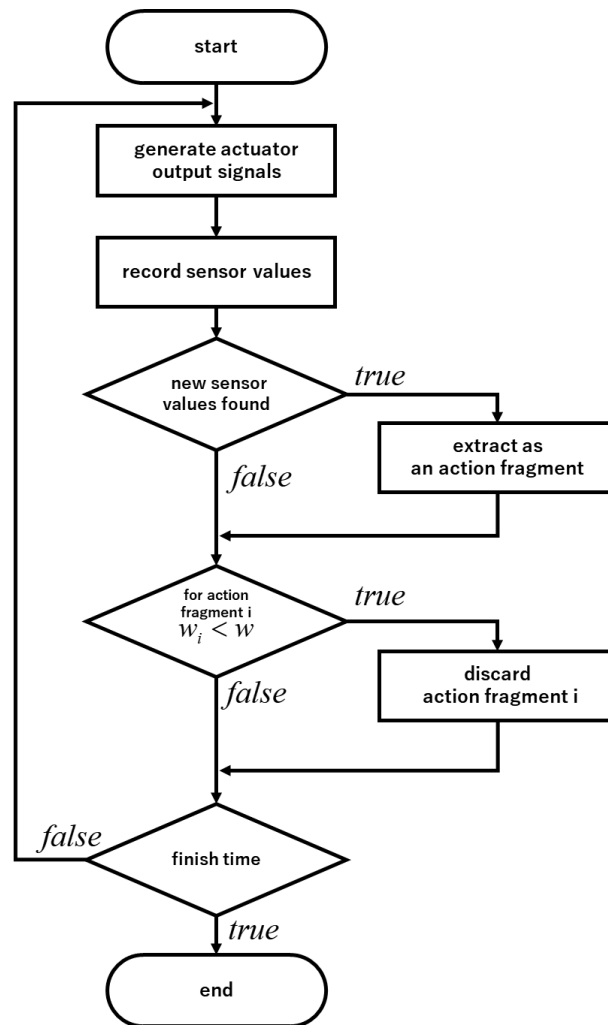 start
generate actuator
output signals
record sensor values
new sensor
values found
true
extract as
an action fragment
false
for action
fragment i
w_i < w
true
discard
action fragment i
false
finish time
false
true
end